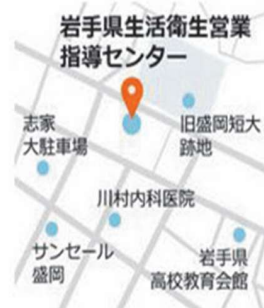 岩手県生活衛生営業
指導センター
志家
大駐車場
旧盛岡短大
跡地
川村内科医院
サンセール
盛岡
岩手県
高校教育会館